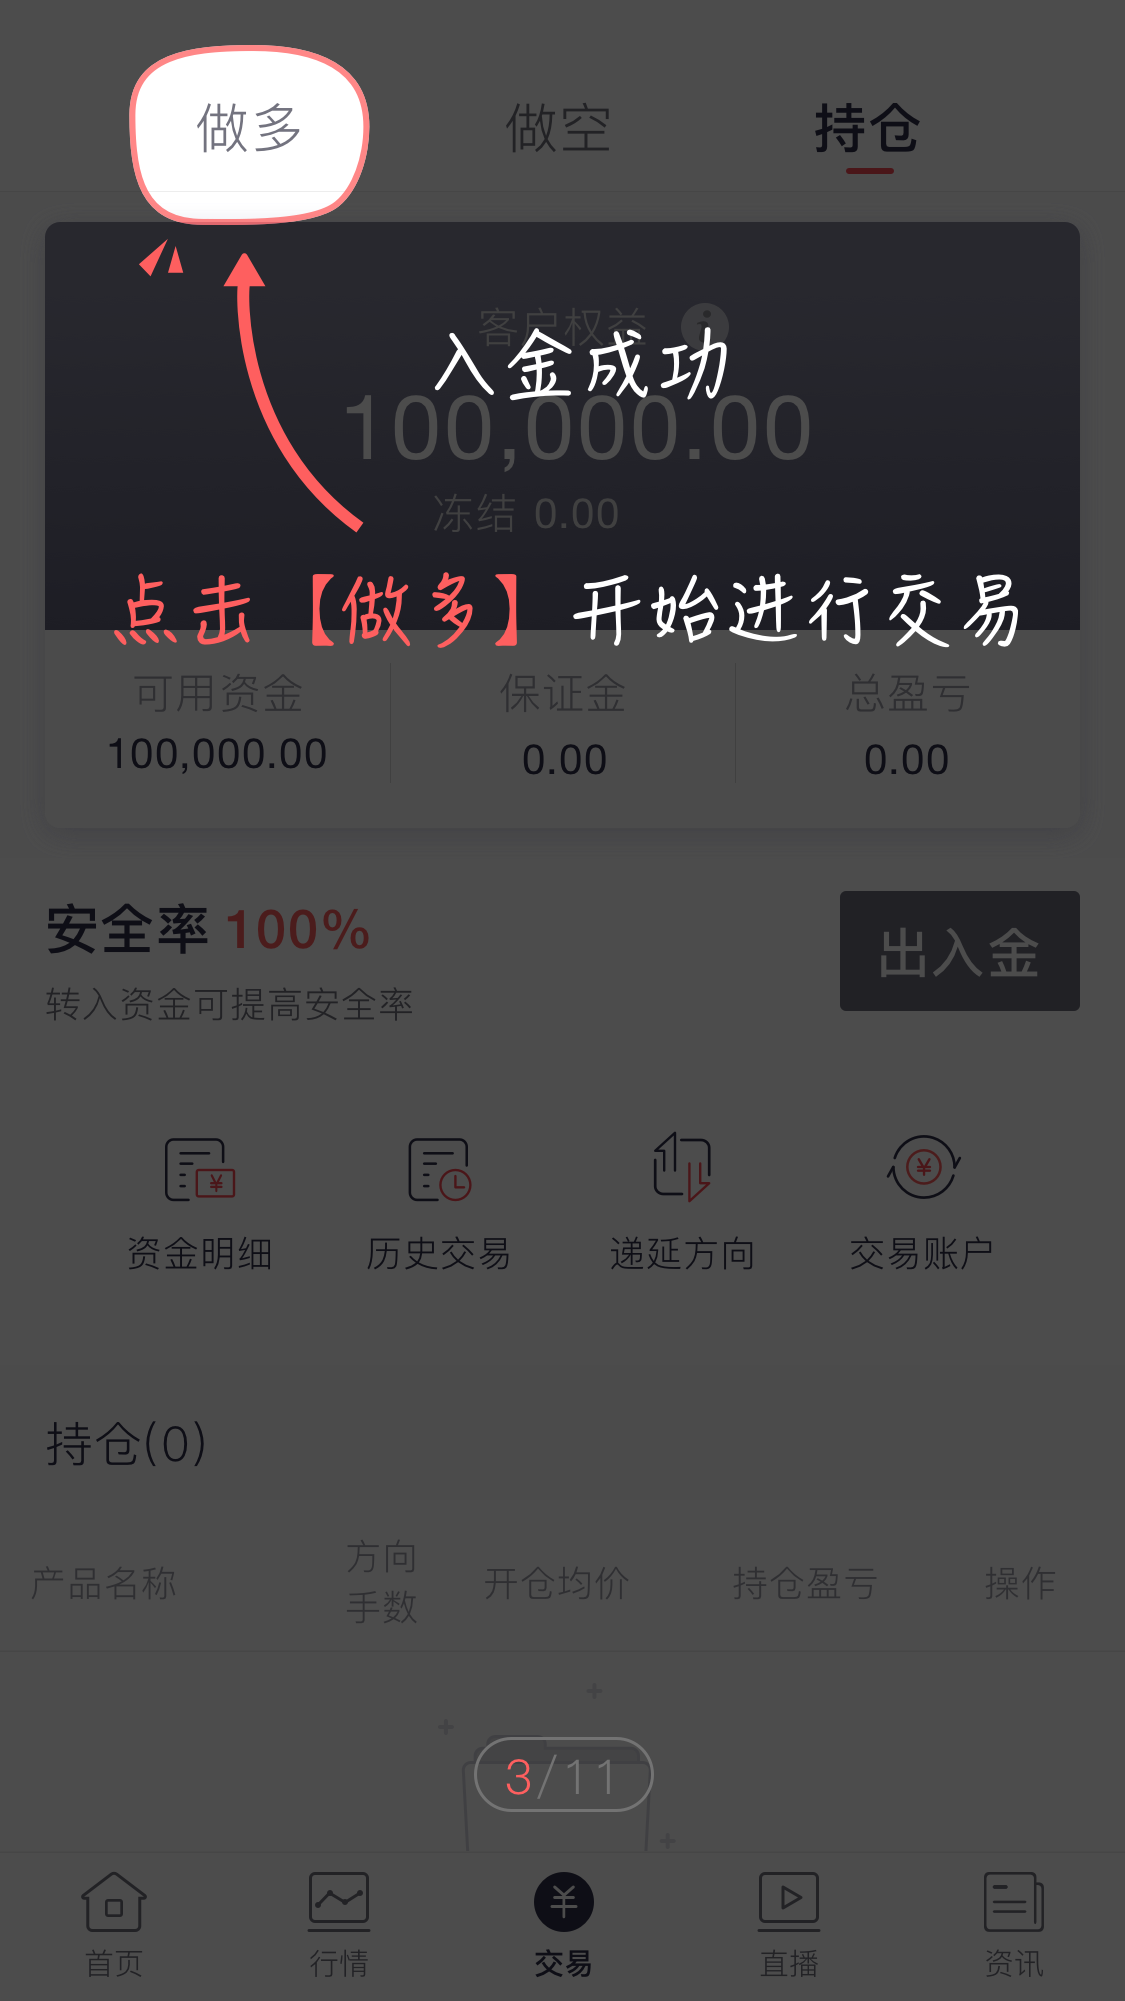 做多 做空 持仓
客户权益 i
入金成功
100,000.00
冻结 0.00
点击【做多】开始进行交易
可用资金 保证金 总盈亏
100,000.00 0.00 0.00
安全率 100%
出入金
转入资金可提高安全率
资金明细 历史交易 递延方向 交易账户
持仓(0)
产品名称 方向 开仓均价 持仓盈亏 操作
手数
3/11
首页 行情 交易 直播 资讯